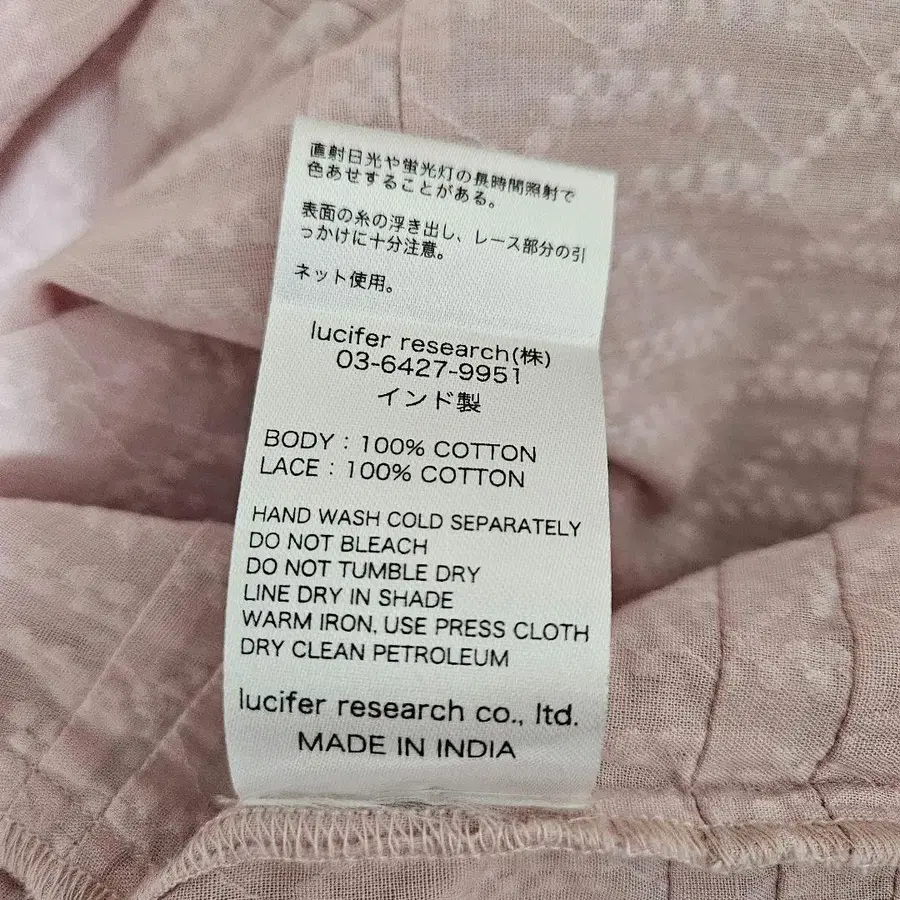 直射日光や蛍光灯の長時間照射で
色あせすることがある。
表面の糸の浮き出し、レース部分の引
っかけに十分注意。
ネット使用。
lucifer research(株)
03-6427-9951
インド製
BODY : 100% COTTON
LACE : 100% COTTON
HAND WASH COLD SEPARATELY
DO NOT BLEACH
DO NOT TUMBLE DRY
LINE DRY IN SHADE
WARM IRON, USE PRESS CLOTH
DRY CLEAN PETROLEUM
lucifer research co., ltd.
MADE IN INDIA